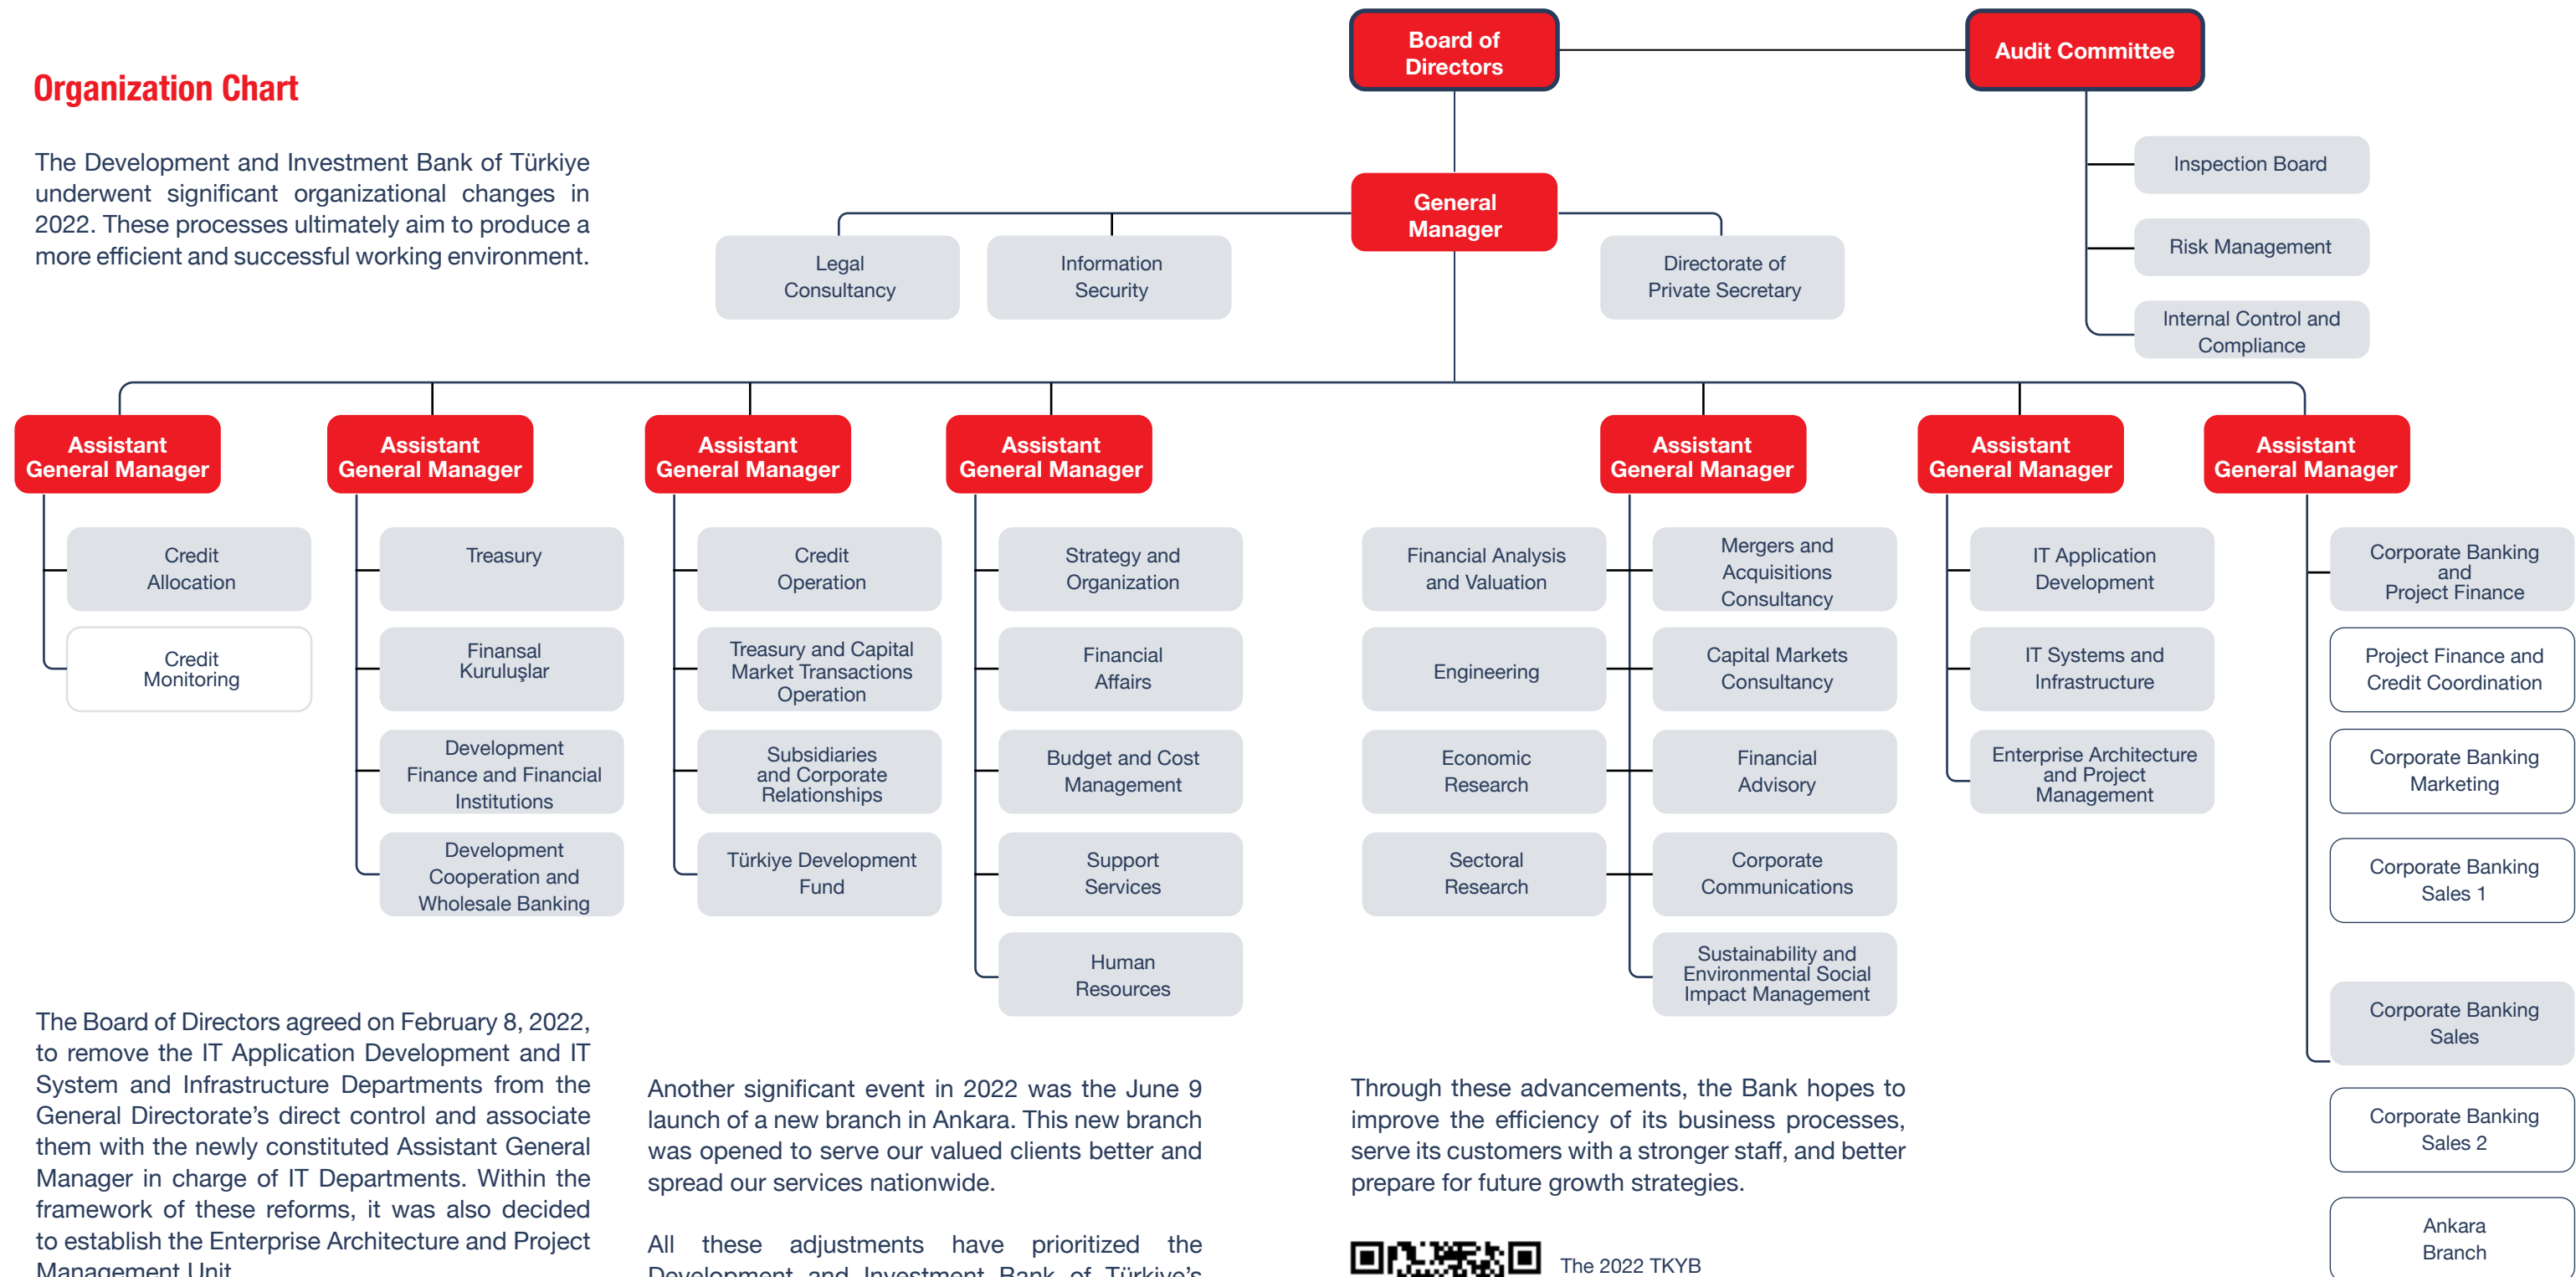 Organization Chart
The Development and Investment Bank of Türkiye
underwent significant organizational changes in
2022. These processes ultimately aim to produce a
more efficient and successful working environment.
Board of
Directors
Audit Committee
Inspection Board
Risk Management
Internal Control and
Compliance
General
Manager
Legal
Consultancy
Information
Security
Directorate of
Private Secretary
Assistant
General Manager
Credit
Allocation
Credit
Monitoring
Assistant
General Manager
Treasury
Finansal
Kuruluşlar
Development
Finance and Financial
Institutions
Development
Cooperation and
Wholesale Banking
Assistant
General Manager
Credit
Operation
Treasury and Capital
Market Transactions
Operation
Subsidiaries
and Corporate
Relationships
Türkiye Development
Fund
Assistant
General Manager
Strategy and
Organization
Financial
Affairs
Budget and Cost
Management
Support
Services
Human
Resources
Assistant
General Manager
Financial Analysis
and Valuation
Engineering
Economic
Research
Sectoral
Research
Mergers and
Acquisitions
Consultancy
Capital Markets
Consultancy
Financial
Advisory
Corporate
Communications
Sustainability and
Environmental Social
Impact Management
Assistant
General Manager
IT Application
Development
IT Systems and
Infrastructure
Enterprise Architecture
and Project
Management
Assistant
General Manager
Corporate Banking
and
Project Finance
Project Finance and
Credit Coordination
Corporate Banking
Marketing
Corporate Banking
Sales 1
Corporate Banking
Sales
Corporate Banking
Sales 2
Ankara
Branch
The Board of Directors agreed on February 8, 2022,
to remove the IT Application Development and IT
System and Infrastructure Departments from the
General Directorate's direct control and associate
them with the newly constituted Assistant General
Manager in charge of IT Departments. Within the
framework of these reforms, it was also decided
to establish the Enterprise Architecture and Project
Management Unit.
Another significant event in 2022 was the June 9
launch of a new branch in Ankara. This new branch
was opened to serve our valued clients better and
spread our services nationwide.
All these adjustments have prioritized the
Development and Investment Bank of Türkiye's
Through these advancements, the Bank hopes to
improve the efficiency of its business processes,
serve its customers with a stronger staff, and better
prepare for future growth strategies.
The 2022 TKYB